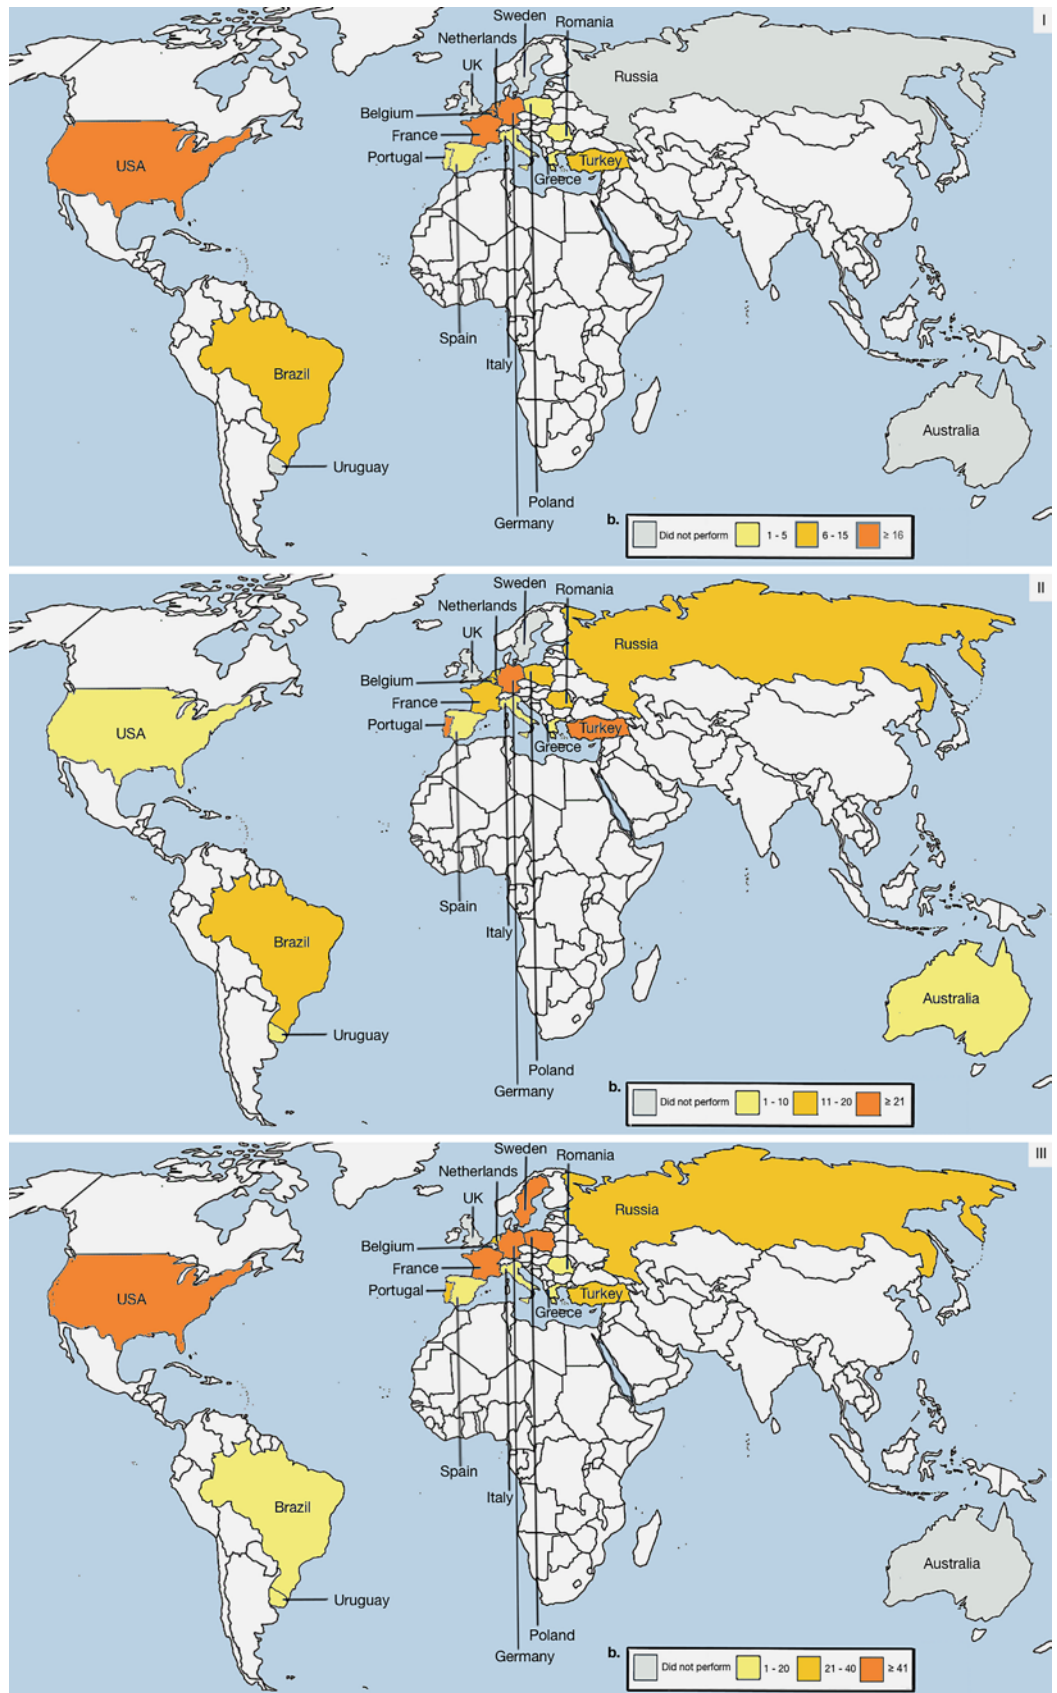 Sweden
Romania
I
Netherlands
UK
Russia
Belgium
France
USA
Portugal
Turkey
Greece
Spain
Italy
Brazil
Australia
Uruguay
Poland
Germany
b.
Did not perform 1 - 5 6 - 15 ≥ 16
Sweden
II
Romania
Netherlands
UK
Russia
Belgium
France
Portugal
USA
Turkey
Greece
Spain
Italy
Brazil
Australia
Uruguay
Poland
Germany
b.
Did not perform 1 - 10 11 - 20 ≥ 21
Sweden
III
Romania
Netherlands
UK
Russia
Belgium
France
Portugal
USA
Turkey
Greece
Spain
Italy
Brazil
Australia
Uruguay
Poland
Germany
b.
Did not perform 1 - 20 21 - 40 ≥ 41